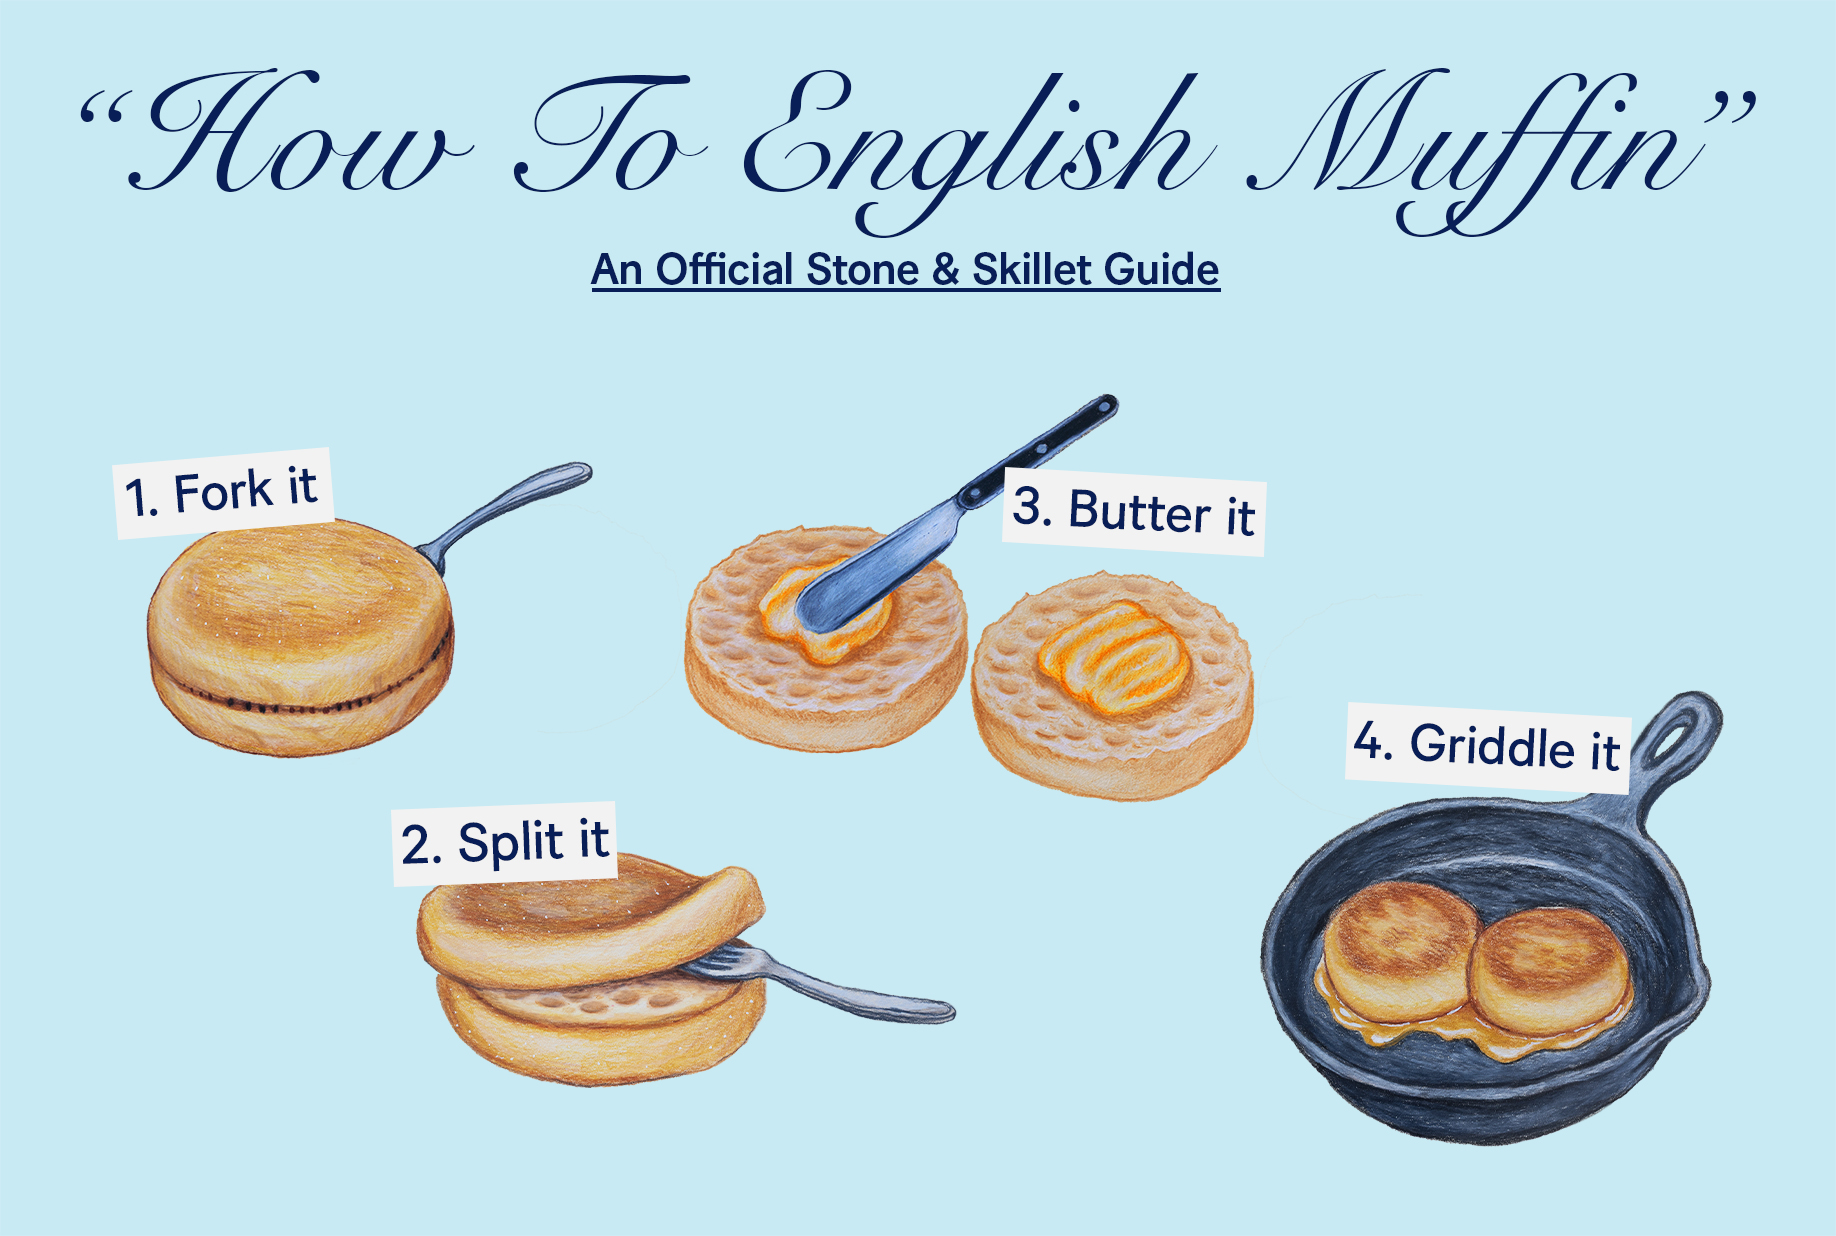 “How To English Muffin”
An Official Stone & Skillet Guide
1. Fork it
2. Split it
3. Butter it
4. Griddle it